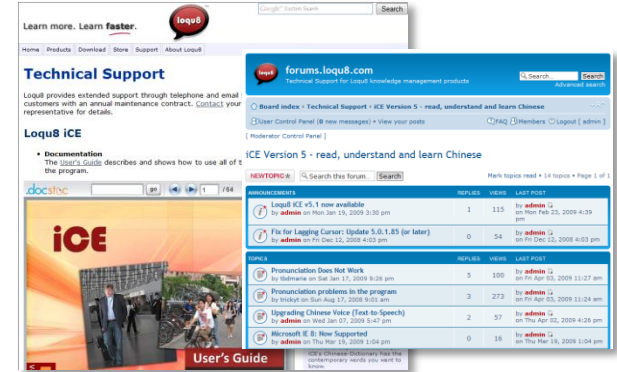 Learn more. Learn faster.
loqu8
Google™ Custom Search
Search
Home Products Download Store Support About Loqu8
Technical Support
Loqu8 provides extended support through telephone and email
customers with an annual maintenance contract. Contact your
representative for details.
Loqu8 iCE
• Documentation
The User's Guide describes and shows how to use all of t
the program.
docstoc
go
1
/64
iCE
User's Guide
iCE's Chinese-Dictionary has the
contemporary words you want to
know.
loqu8
forums.loqu8.com
Technical Support for Loqu8 knowledge management products
Search...
Search
Advanced search
Board index ‹ Technical Support ‹ iCE Version 5 - read, understand and learn Chinese
User Control Panel (0 new messages) • View your posts
FAQ Members Logout [ admin ]
[ Moderator Control Panel ]
iCE Version 5 - read, understand and learn Chinese
NEWTOPIC
Search this forum...
Search
Mark topics read • 14 topics • Page 1 of 1
ANNOUNCEMENTS REPLIES VIEWS LAST POST
Loqu8 iCE v5.1 now available
by admin on Mon Jan 19, 2009 3:30 pm
1 115
by admin
on Mon Feb 23, 2009 4:39
pm
Fix for Lagging Cursor: Update 5.0.1.85 (or later)
by admin on Fri Dec 12, 2008 4:03 pm
0 54
by admin
on Fri Dec 12, 2008 4:03 pm
TOPICS REPLIES VIEWS LAST POST
Pronunciation Does Not Work
by tbdmarie on Sat Jan 17, 2009 9:26 pm
5 100
by admin
on Fri Apr 03, 2009 11:27 am
Pronunciation problems in the program
by trickyt on Sun Aug 17, 2008 9:01 am
3 273
by admin
on Fri Apr 03, 2009 11:24 am
Upgrading Chinese Voice (Text-to-Speech)
by admin on Wed Jan 07, 2009 5:47 pm
2 57
by admin
on Thu Apr 02, 2009 4:26 pm
Microsoft IE 8: Now Supported
by admin on Thu Mar 19, 2009 1:04 pm
0 16
by admin
on Thu Mar 19, 2009 1:04 pm